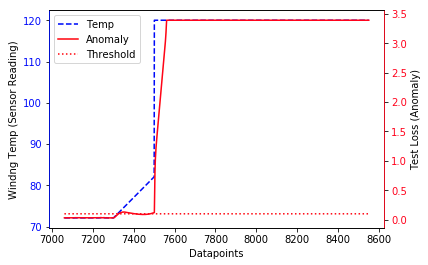 Temp
Anomaly
Threshold
120
110
100
90
80
70
Windng Temp (Sensor Reading)
3.5
3.0
2.5
2.0
1.5
1.0
0.5
0.0
Test Loss (Anomaly)
7000 7200 7400 7600 7800 8000 8200 8400 8600
Datapoints